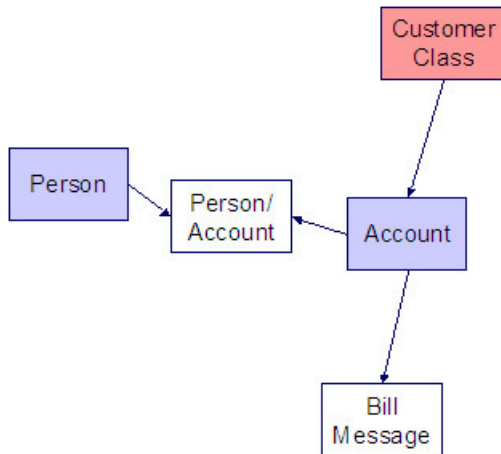 Customer
Class
Person
Person/
Account
Account
Bill
Message